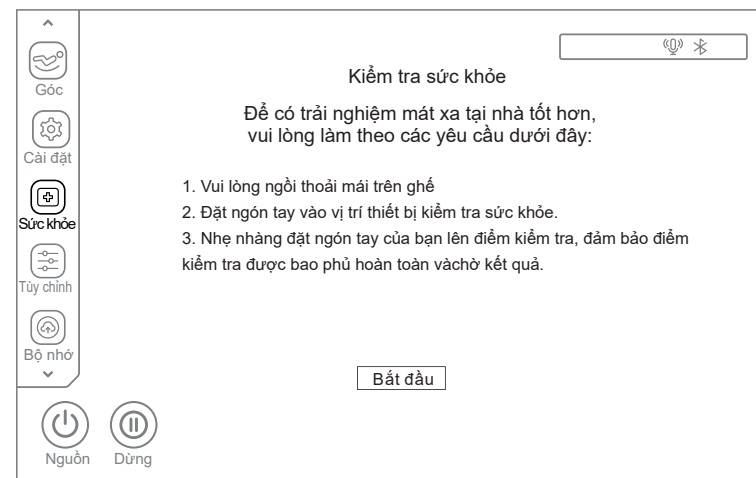 Góc
Cài đặt
Sức khỏe
Tùy chỉnh
Bộ nhớ
Nguồn
Dừng
Kiểm tra sức khỏe
Để có trải nghiệm mát xa tại nhà tốt hơn,
vui lòng làm theo các yêu cầu dưới đây:
1. Vui lòng ngồi thoải mái trên ghế
2. Đặt ngón tay vào vị trí thiết bị kiểm tra sức khỏe.
3. Nhẹ nhàng đặt ngón tay của bạn lên điểm kiểm tra, đảm bảo điểm
kiểm tra được bao phủ hoàn toàn vàchờ kết quả.
Bắt đầu